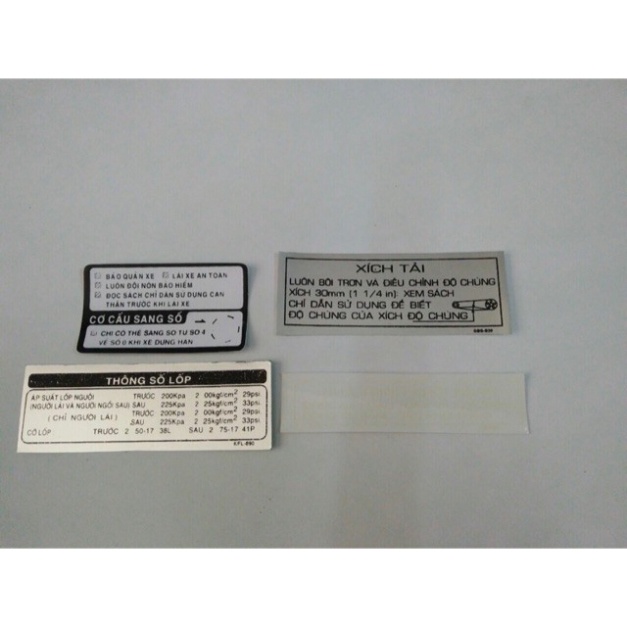 BẢO QUẢN XE LÁI XE AN TOÀN
LUÔN ĐỘI NÓN BẢO HIỂM
ĐỌC SÁCH CHỈ DẪN SỬ DỤNG CẨN
THẬN TRƯỚC KHI LÁI XE
CƠ CẤU SANG SỐ →
CHỈ CÓ THỂ SANG SỐ TỪ SỐ 4
VỀ SỐ 0 KHI XE DỪNG HẲN
XÍCH TẢI
LUÔN BÔI TRƠN VÀ ĐIỀU CHỈNH ĐỘ CHÙNG
XÍCH 30mm (1 1/4 in): XEM SÁCH
CHỈ DẪN SỬ DỤNG ĐỂ BIẾT
ĐỘ CHÙNG CỦA XÍCH ĐỘ CHÙNG
THÔNG SỐ LỐP
ÁP SUẤT LỐP NGUỘI TRƯỚC 200Kpa 2 00kgf/cm² 29psi
(NGƯỜI LÁI VÀ NGƯỜI NGỒI SAU) SAU 225Kpa 2 25kgf/cm² 33psi
(CHỈ NGƯỜI LÁI) TRƯỚC 200Kpa 2 00kgf/cm² 29psi
SAU 225Kpa 2 25kgf/cm² 33psi
CỠ LỐP TRƯỚC 2 50-17 38L SAU 2 75-17 41P